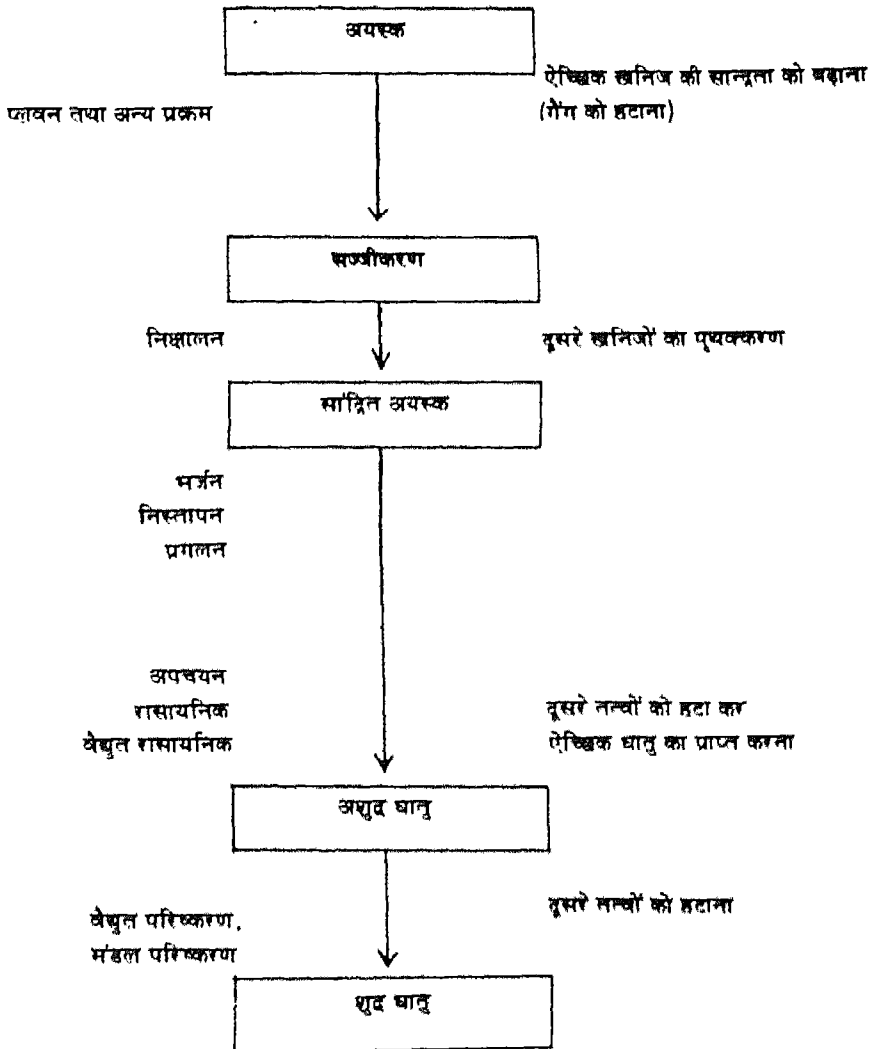 अयस्क
ऐच्छिक खनिज की सान्द्रता को बढ़ाना
प्लवन तथा अन्य प्रक्रम
(गैंग को हटाना)
सज्जीकरण
निक्षालन
दूसरे खनिजों का पृथक्करण
सांद्रित अयस्क
भर्जन
निस्तापन
प्रगलन
अपचयन
रासायनिक
दूसरे तत्वों को हटा कर
वैद्युत रासायनिक
ऐच्छिक धातु का प्राप्त करना
अशुद्ध धातु
दूसरे तत्वों को हटाना
वैद्युत परिष्करण,
मंडल परिष्करण
शुद्ध धातु